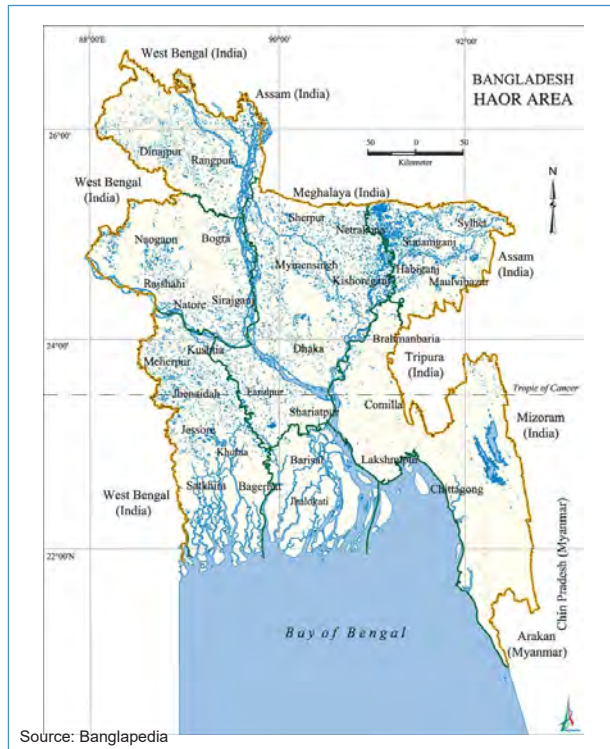 88°00'E
90°00'
92°00'
West Bengal (India)
BANGLADESH
HAOR AREA
Assam (India)
26°00'
50
0
50
Kilometer
Dinajpur
Rangpur
N
West Bengal
(India)
Meghalaya (India)
Sherpur
Netrakona
Sylhet
Sunamganj
Naogaon
Bogra
Mymensingh
Habiganj
Assam
(India)
Kishoreganj
Maulvibazar
Rajshahi
Natore
Sirajganj
Brahmanbaria
24°00'
Kushtia
Dhaka
Meherpur
Tripura
(India)
Tropic of Cancer
Jhenaidah
Faridpur
Comilla
Shariatpur
Mizoram
(India)
Jessore
Khulna
Barisal
Lakshmipur
West Bengal
(India)
Satkhira
Bagerhat
Jhalokati
Chittagong
22°00'N
Chin Pradesh (Myanmar)
Bay of Bengal
Arakan
(Myanmar)
Source: Banglapedia